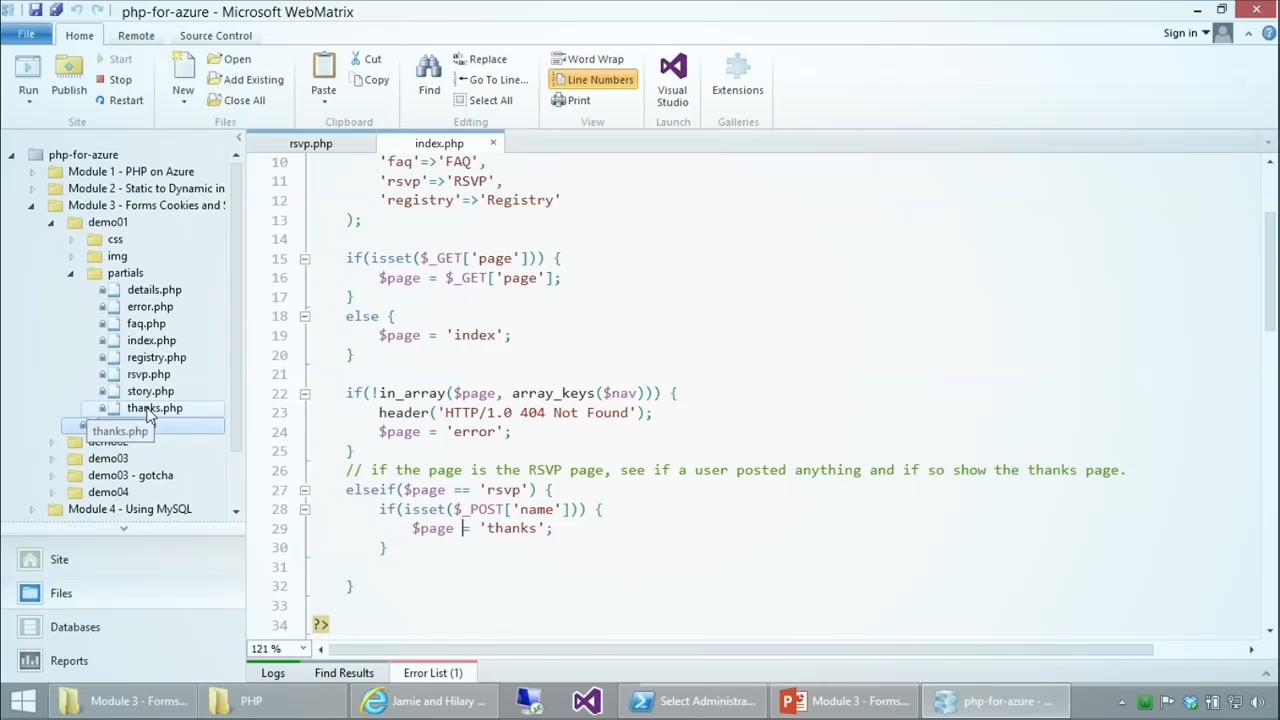 php-for-azure - Microsoft WebMatrix
File
Home
Remote
Source Control
Sign in
Run
Publish
Start
Stop
Restart
Site
New
Open
Add Existing
Close All
Files
Paste
Cut
Copy
Clipboard
Find
Replace
Go To Line...
Select All
Editing
Word Wrap
Line Numbers
Print
View
Visual Studio
Launch
Extensions
Galleries
php-for-azure
Module 1 - PHP on Azure
Module 2 - Static to Dynamic in
Module 3 - Forms Cookies and
demo01
css
img
partials
details.php
error.php
faq.php
index.php
registry.php
rsvp.php
story.php
thanks.php
thanks.php
demo02
demo03
demo03 - gotcha
demo04
Module 4 - Using MySQL
Site
Files
Databases
Reports
rsvp.php
index.php
10 'faq'=>'FAQ',
11 'rsvp'=>'RSVP',
12 'registry'=>'Registry'
13 );
14
15 if(isset($_GET['page'])) {
16 $page = $_GET['page'];
17 }
18 else {
19 $page = 'index';
20 }
21
22 if(!in_array($page, array_keys($nav))) {
23 header('HTTP/1.0 404 Not Found');
24 $page = 'error';
25 }
26 // if the page is the RSVP page, see if a user posted anything and if so show the thanks page.
27 elseif($page == 'rsvp') {
28 if(isset($_POST['name'])) {
29 $page = 'thanks';
30 }
31
32 }
33
34 ?>
121 %
Logs
Find Results
Error List (1)
Module 3 - Forms...
PHP
Jamie and Hilary ...
Select Administra...
Module 3 - Forms...
php-for-azure - ...